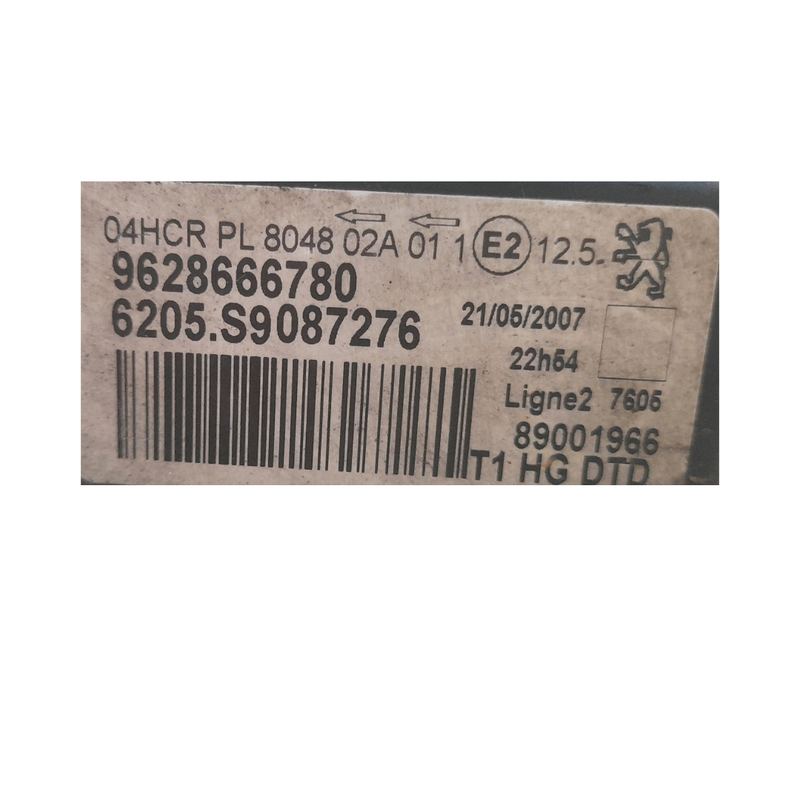 04HCR PL 8048 02A 01 1 E2 12.5
9628666780
6205.S9087276
21/05/2007
22h54
Ligne2 7605
89001966
T1 HG DTD